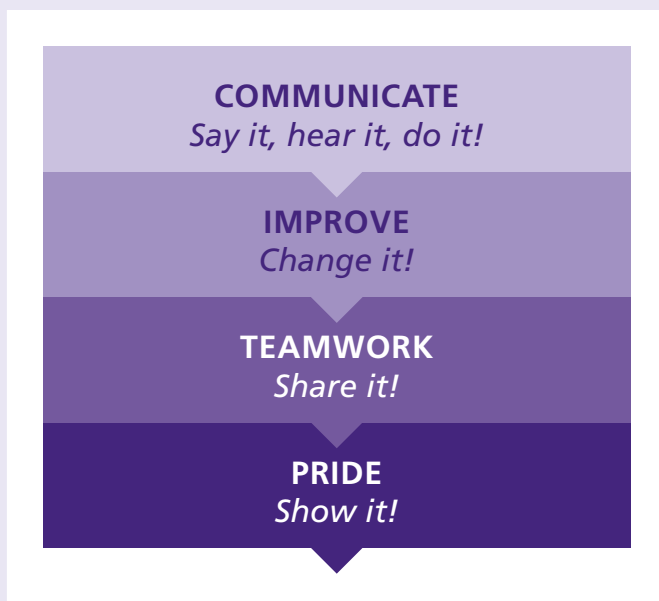 COMMUNICATE
Say it, hear it, do it!
IMPROVE
Change it!
TEAMWORK
Share it!
PRIDE
Show it!